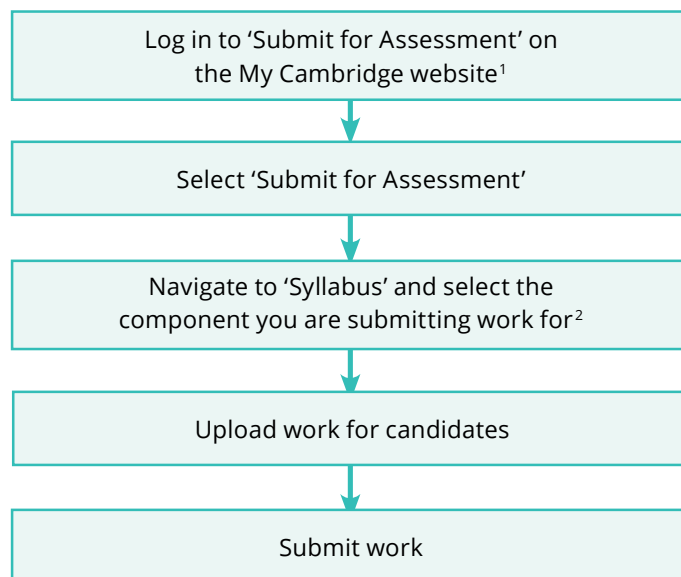 Log in to ‘Submit for Assessment’ on
the My Cambridge website¹
Select ‘Submit for Assessment’
Navigate to ‘Syllabus’ and select the
component you are submitting work for²
Upload work for candidates
Submit work